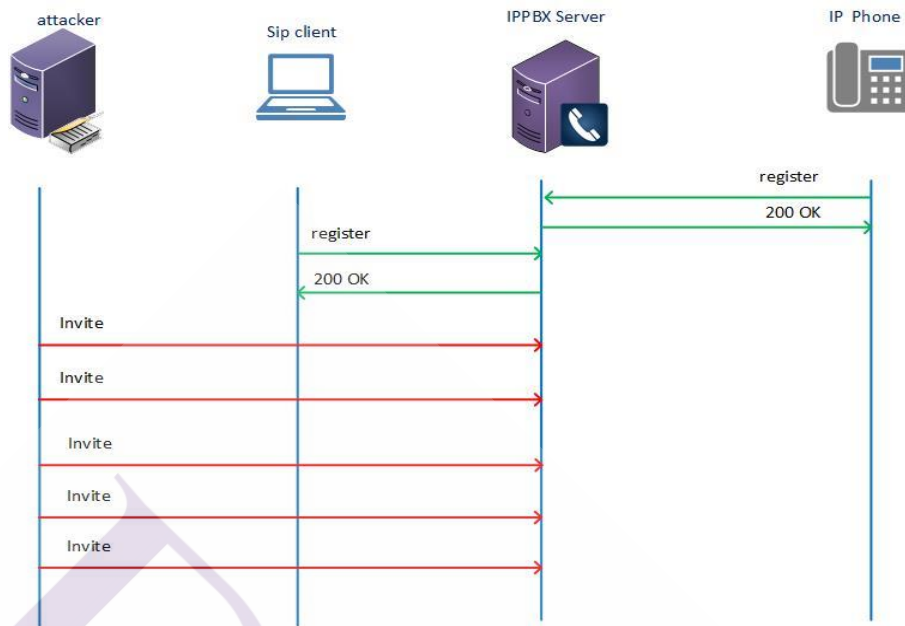 attacker
Sip client
IPPBX Server
IP Phone
register
200 OK
register
200 OK
Invite
Invite
Invite
Invite
Invite